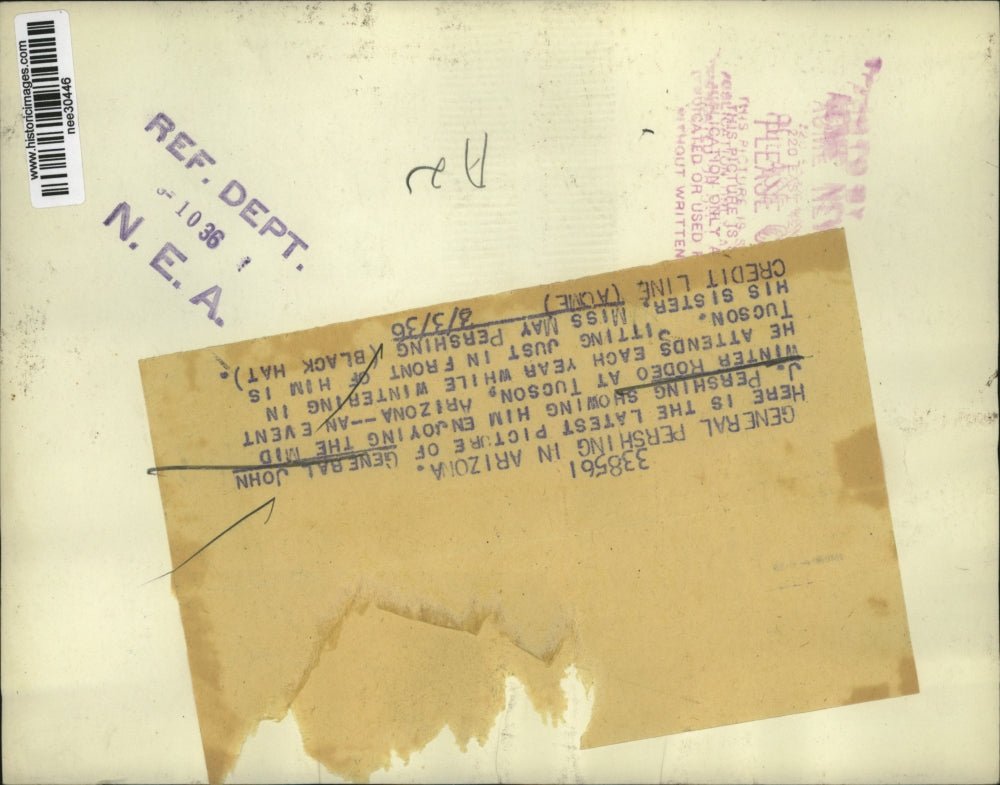 www.historicimages.com
nee30446
REF. DEPT.
1036
N. E. A.
A2
PLEASE
THIS PICTURE IS
PUBLICATION ONLY
OR USED
WITHOUT WRITTEN
338561
GENERAL PERSHING IN ARIZONA.
HERE IS THE LATEST PICTURE OF GENERAL JOHN
J. PERSHING SHOWING HIM ENJOYING THE MID
WINTER RODEO AT TUCSON, ARIZONA--AN EVENT
HE ATTENDS EACH YEAR WHILE WINTERING IN
TUCSON. SITTING JUST IN FRONT OF HIM IS
HIS SISTER, MISS MAY PERSHING (BLACK HAT).
CREDIT LINE (ACME) 3/3/36